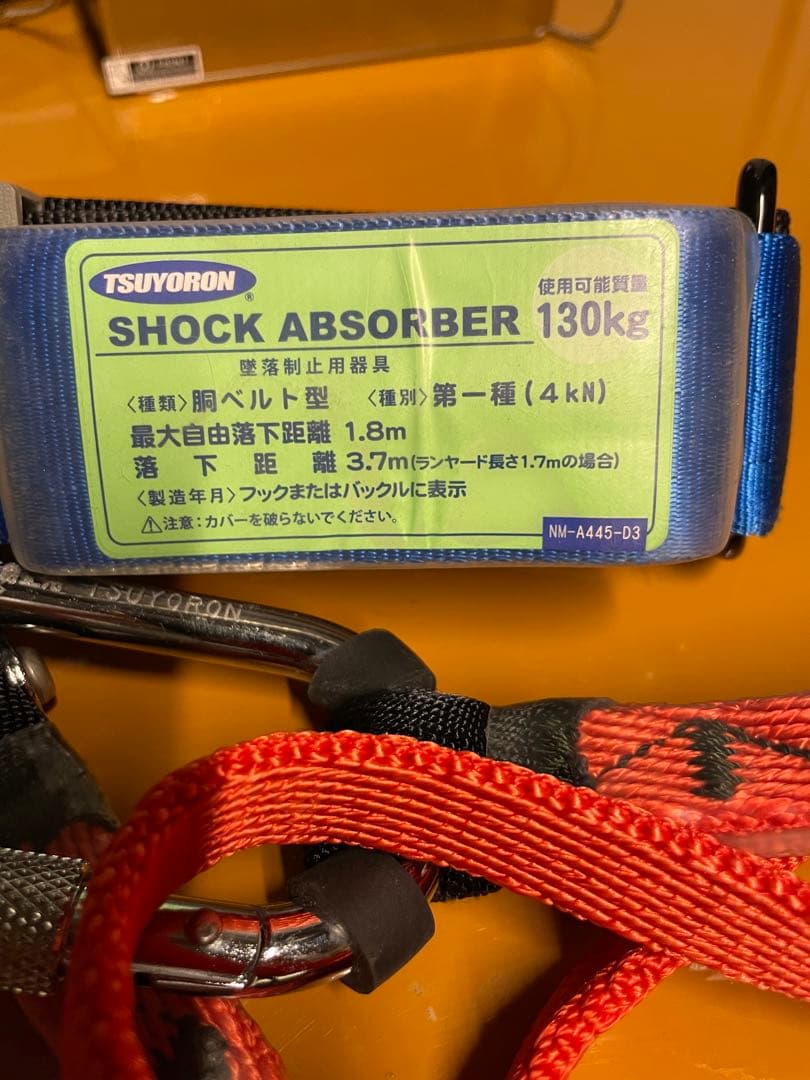 TSUYORON®
使用可能質量
SHOCK ABSORBER 130kg
墜落制止用器具
〈種類〉胴ベルト型 〈種別〉第一種(4kN)
最大自由落下距離 1.8m
落下距離 3.7m(ランヤード長さ1.7mの場合)
〈製造年月〉フックまたはバックルに表示
⚠注意:カバーを破らないでください。
NM-A445-D3
TSUYORON